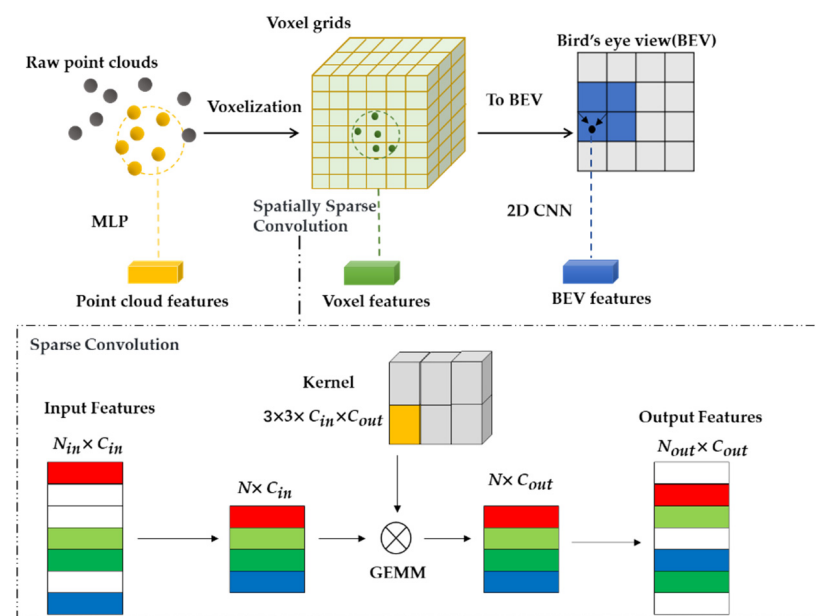 Voxel grids
Bird's eye view(BEV)
Raw point clouds
Voxelization
To BEV
MLP
Spatially Sparse
Convolution
2D CNN
Point cloud features
Voxel features
BEV features
Sparse Convolution
Kernel
3×3× C_in×C_out
Input Features
N_in× C_in
N× C_in
GEMM
N× C_out
Output Features
N_out× C_out